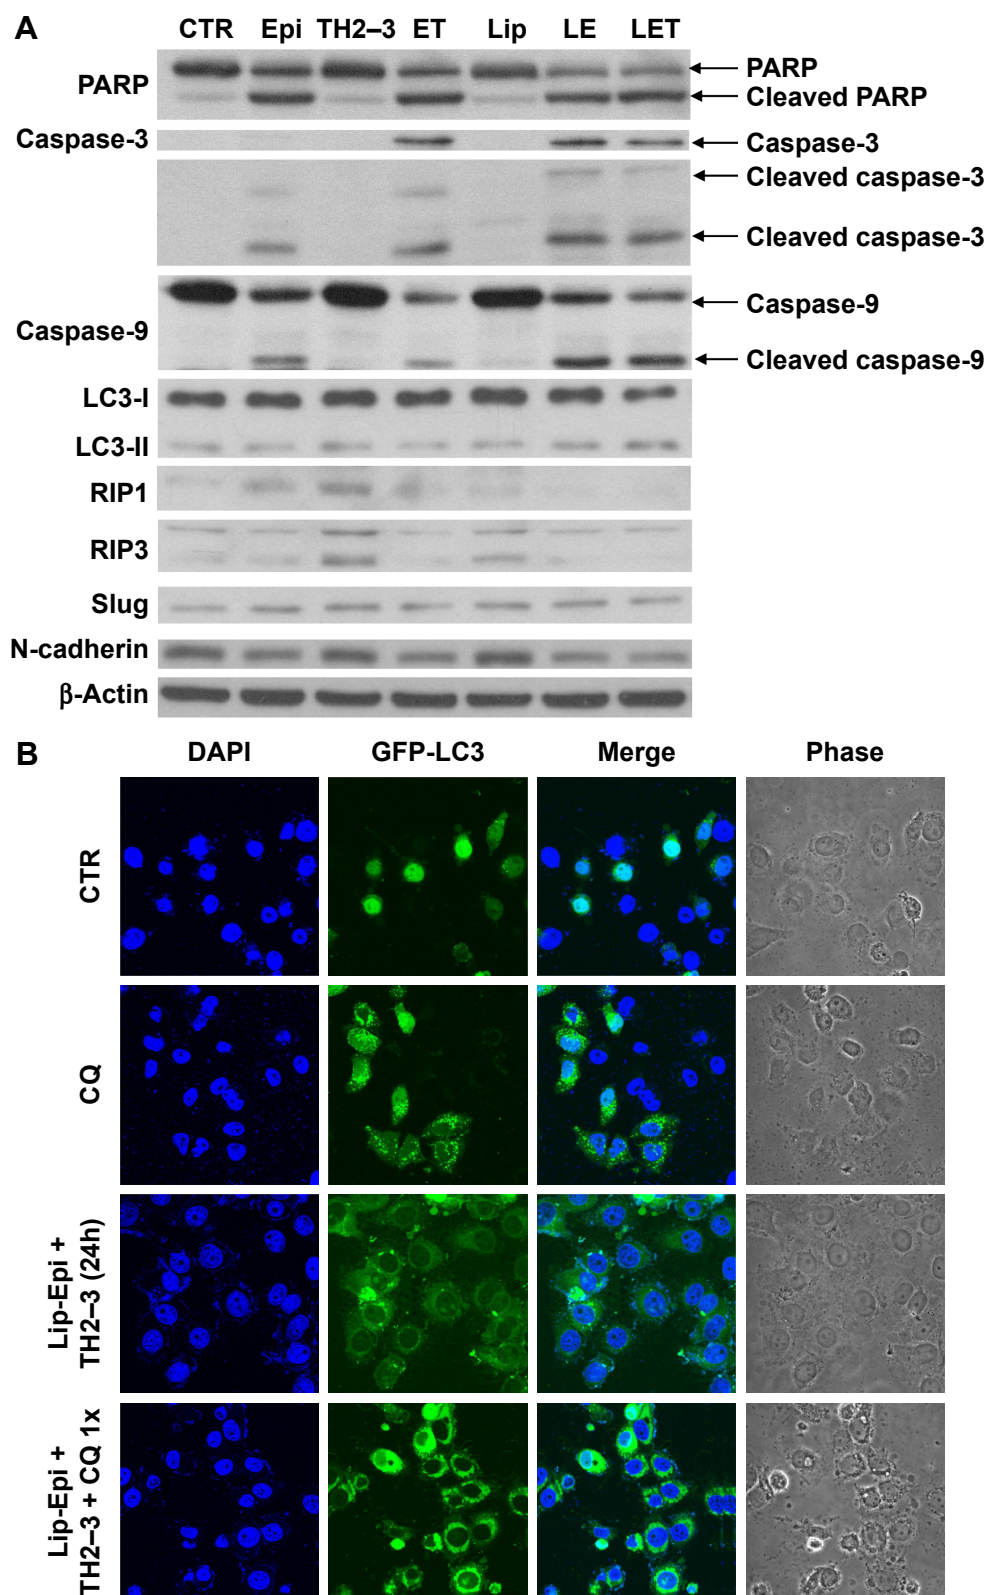 A
CTR Epi TH2–3 ET Lip LE LET
PARP
PARP
Cleaved PARP
Caspase-3
Caspase-3
Cleaved caspase-3
Cleaved caspase-3
Caspase-9
Caspase-9
Cleaved caspase-9
LC3-I
LC3-II
RIP1
RIP3
Slug
N-cadherin
β-Actin
B
DAPI GFP-LC3 Merge Phase
CTR
CQ
Lip-Epi +
TH2–3 (24h)
Lip-Epi +
TH2–3 + CQ 1x